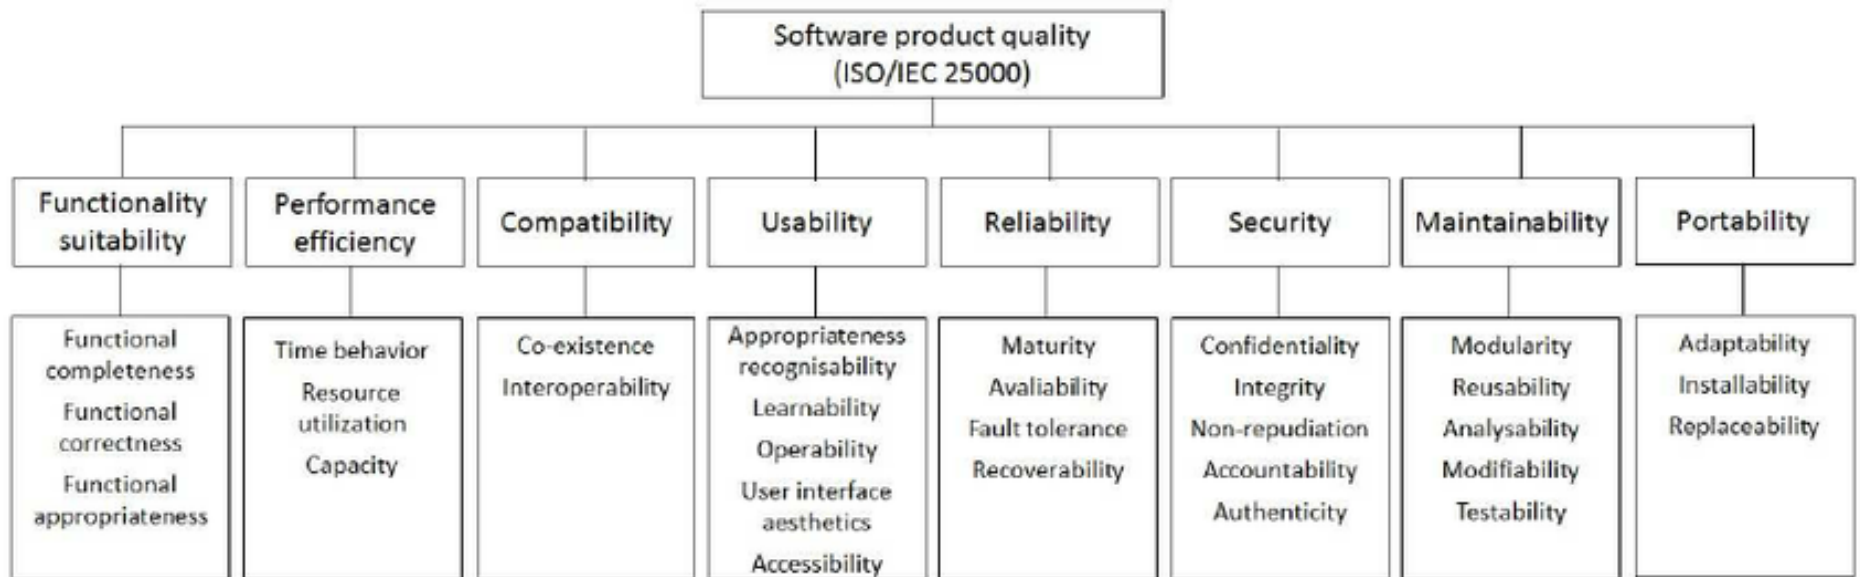 Software product quality
(ISO/IEC 25000)
Functionality
suitability
Performance
efficiency
Compatibility
Usability
Reliability
Security
Maintainability
Portability
Functional
completeness
Functional
correctness
Functional
appropriateness
Time behavior
Resource
utilization
Capacity
Co-existence
Interoperability
Appropriateness
recognisability
Learnability
Operability
User interface
aesthetics
Accessibility
Maturity
Avaliability
Fault tolerance
Recoverability
Confidentiality
Integrity
Non-repudiation
Accountability
Authenticity
Modularity
Reusability
Analysability
Modifiability
Testability
Adaptability
Installability
Replaceability